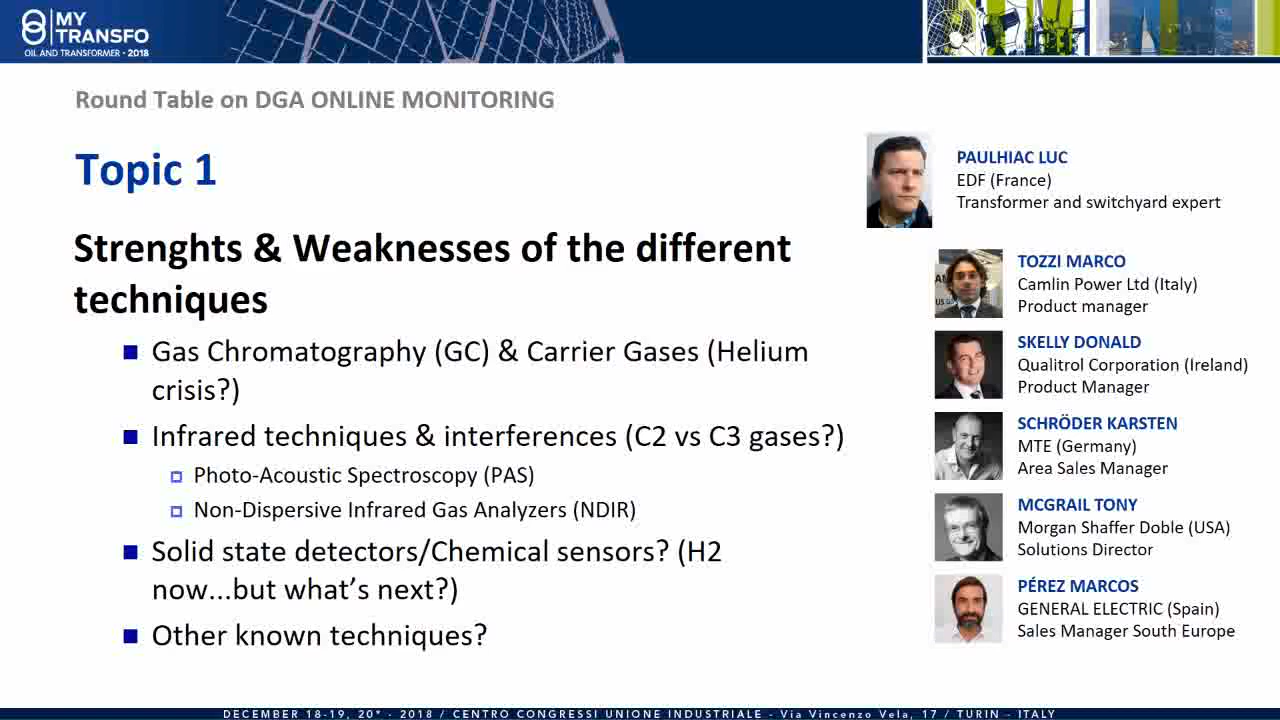 MY
TRANSFO
OIL AND TRANSFORMER • 2018
Round Table on DGA ONLINE MONITORING
Topic 1
Strenghts & Weaknesses of the different
techniques
■ Gas Chromatography (GC) & Carrier Gases (Helium
crisis?)
■ Infrared techniques & interferences (C2 vs C3 gases?)
Photo-Acoustic Spectroscopy (PAS)
Non-Dispersive Infrared Gas Analyzers (NDIR)
■ Solid state detectors/Chemical sensors? (H2
now...but what’s next?)
■ Other known techniques?
PAULHIAC LUC
EDF (France)
Transformer and switchyard expert
TOZZI MARCO
Camlin Power Ltd (Italy)
Product manager
SKELLY DONALD
Qualitrol Corporation (Ireland)
Product Manager
SCHRÖDER KARSTEN
MTE (Germany)
Area Sales Manager
MCGRAIL TONY
Morgan Shaffer Doble (USA)
Solutions Director
PÉREZ MARCOS
GENERAL ELECTRIC (Spain)
Sales Manager South Europe
DECEMBER 18-19, 20* - 2018 / CENTRO CONGRESSI UNIONE INDUSTRIALE - Via Vincenzo Vela, 17 / TURIN - ITALY